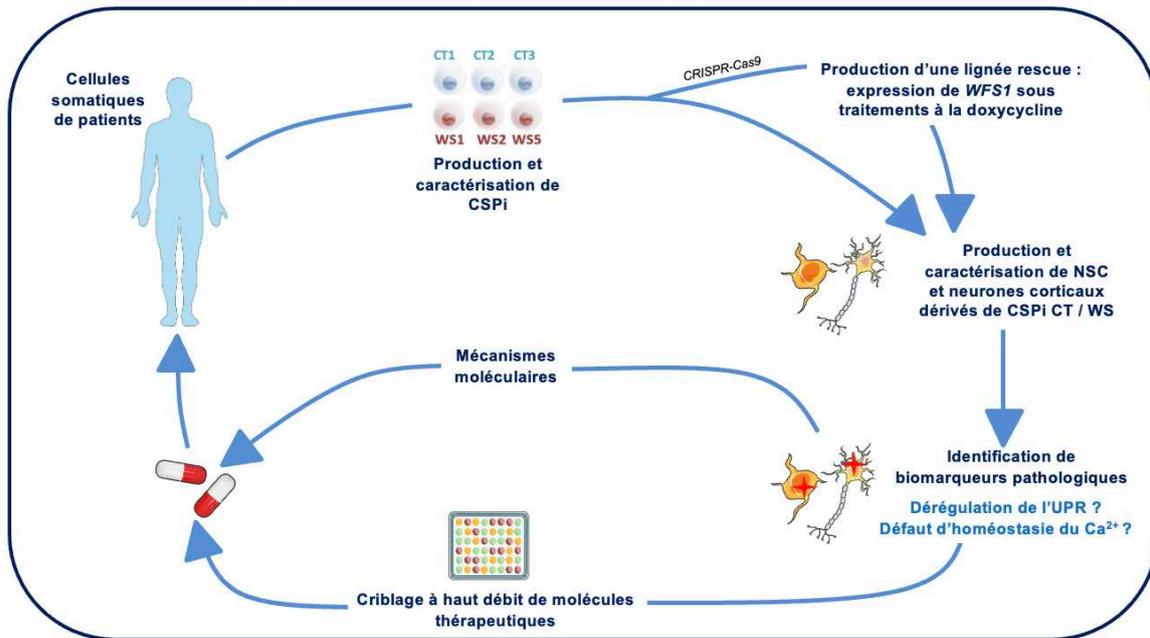 Cellules
somatiques
de patients
CT1 CT2 CT3
WS1 WS2 WS5
Production et
caractérisation de
CSPi
CRISPR-Cas9
Production d’une lignée rescue :
expression de WFS1 sous
traitements à la doxycycline
Production et
caractérisation de NSC
et neurones corticaux
dérivés de CSPi CT / WS
Identification de
biomarqueurs pathologiques
Dérégulation de l’UPR ?
Défaut d’homéostasie du Ca²⁺ ?
Mécanismes
moléculaires
Criblage à haut débit de molécules
thérapeutiques